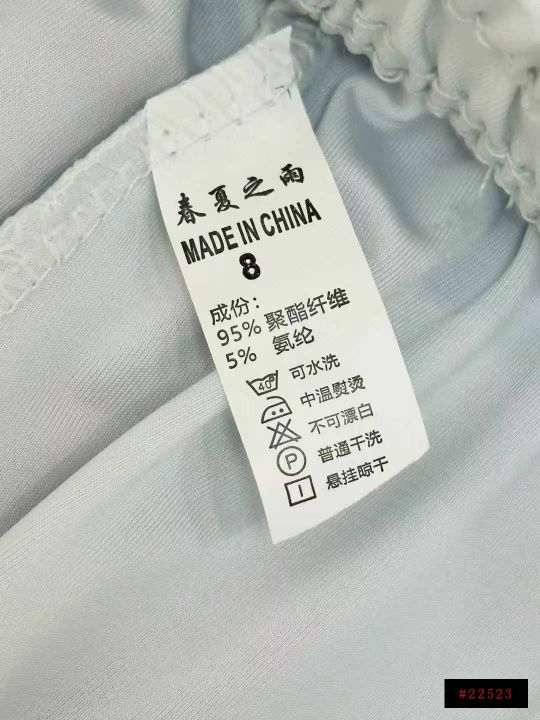 春夏之雨
MADE IN CHINA
8
成份：
95% 聚酯纤维
5% 氨纶
40° 可水洗
中温熨烫
不可漂白
P 普通干洗
悬挂晾干
#22523